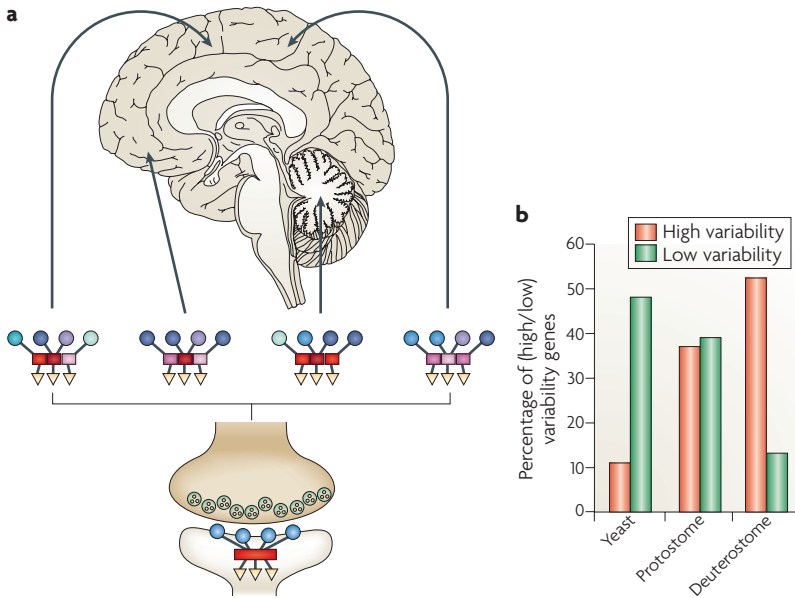 a
b
High variability
Low variability
Percentage of (high/low)
variability genes
60
50
40
30
20
10
0
Yeast
Protostome
Deuterostome